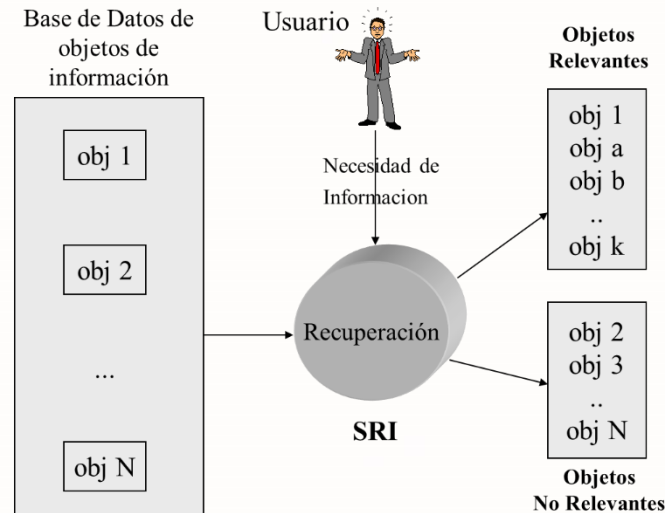 Base de Datos de
objetos de
información
obj 1
obj 2
...
obj N
Usuario
Necesidad de
Informacion
Recuperación
SRI
Objetos
Relevantes
obj 1
obj a
obj b
..
obj k
obj 2
obj 3
..
obj N
Objetos
No Relevantes